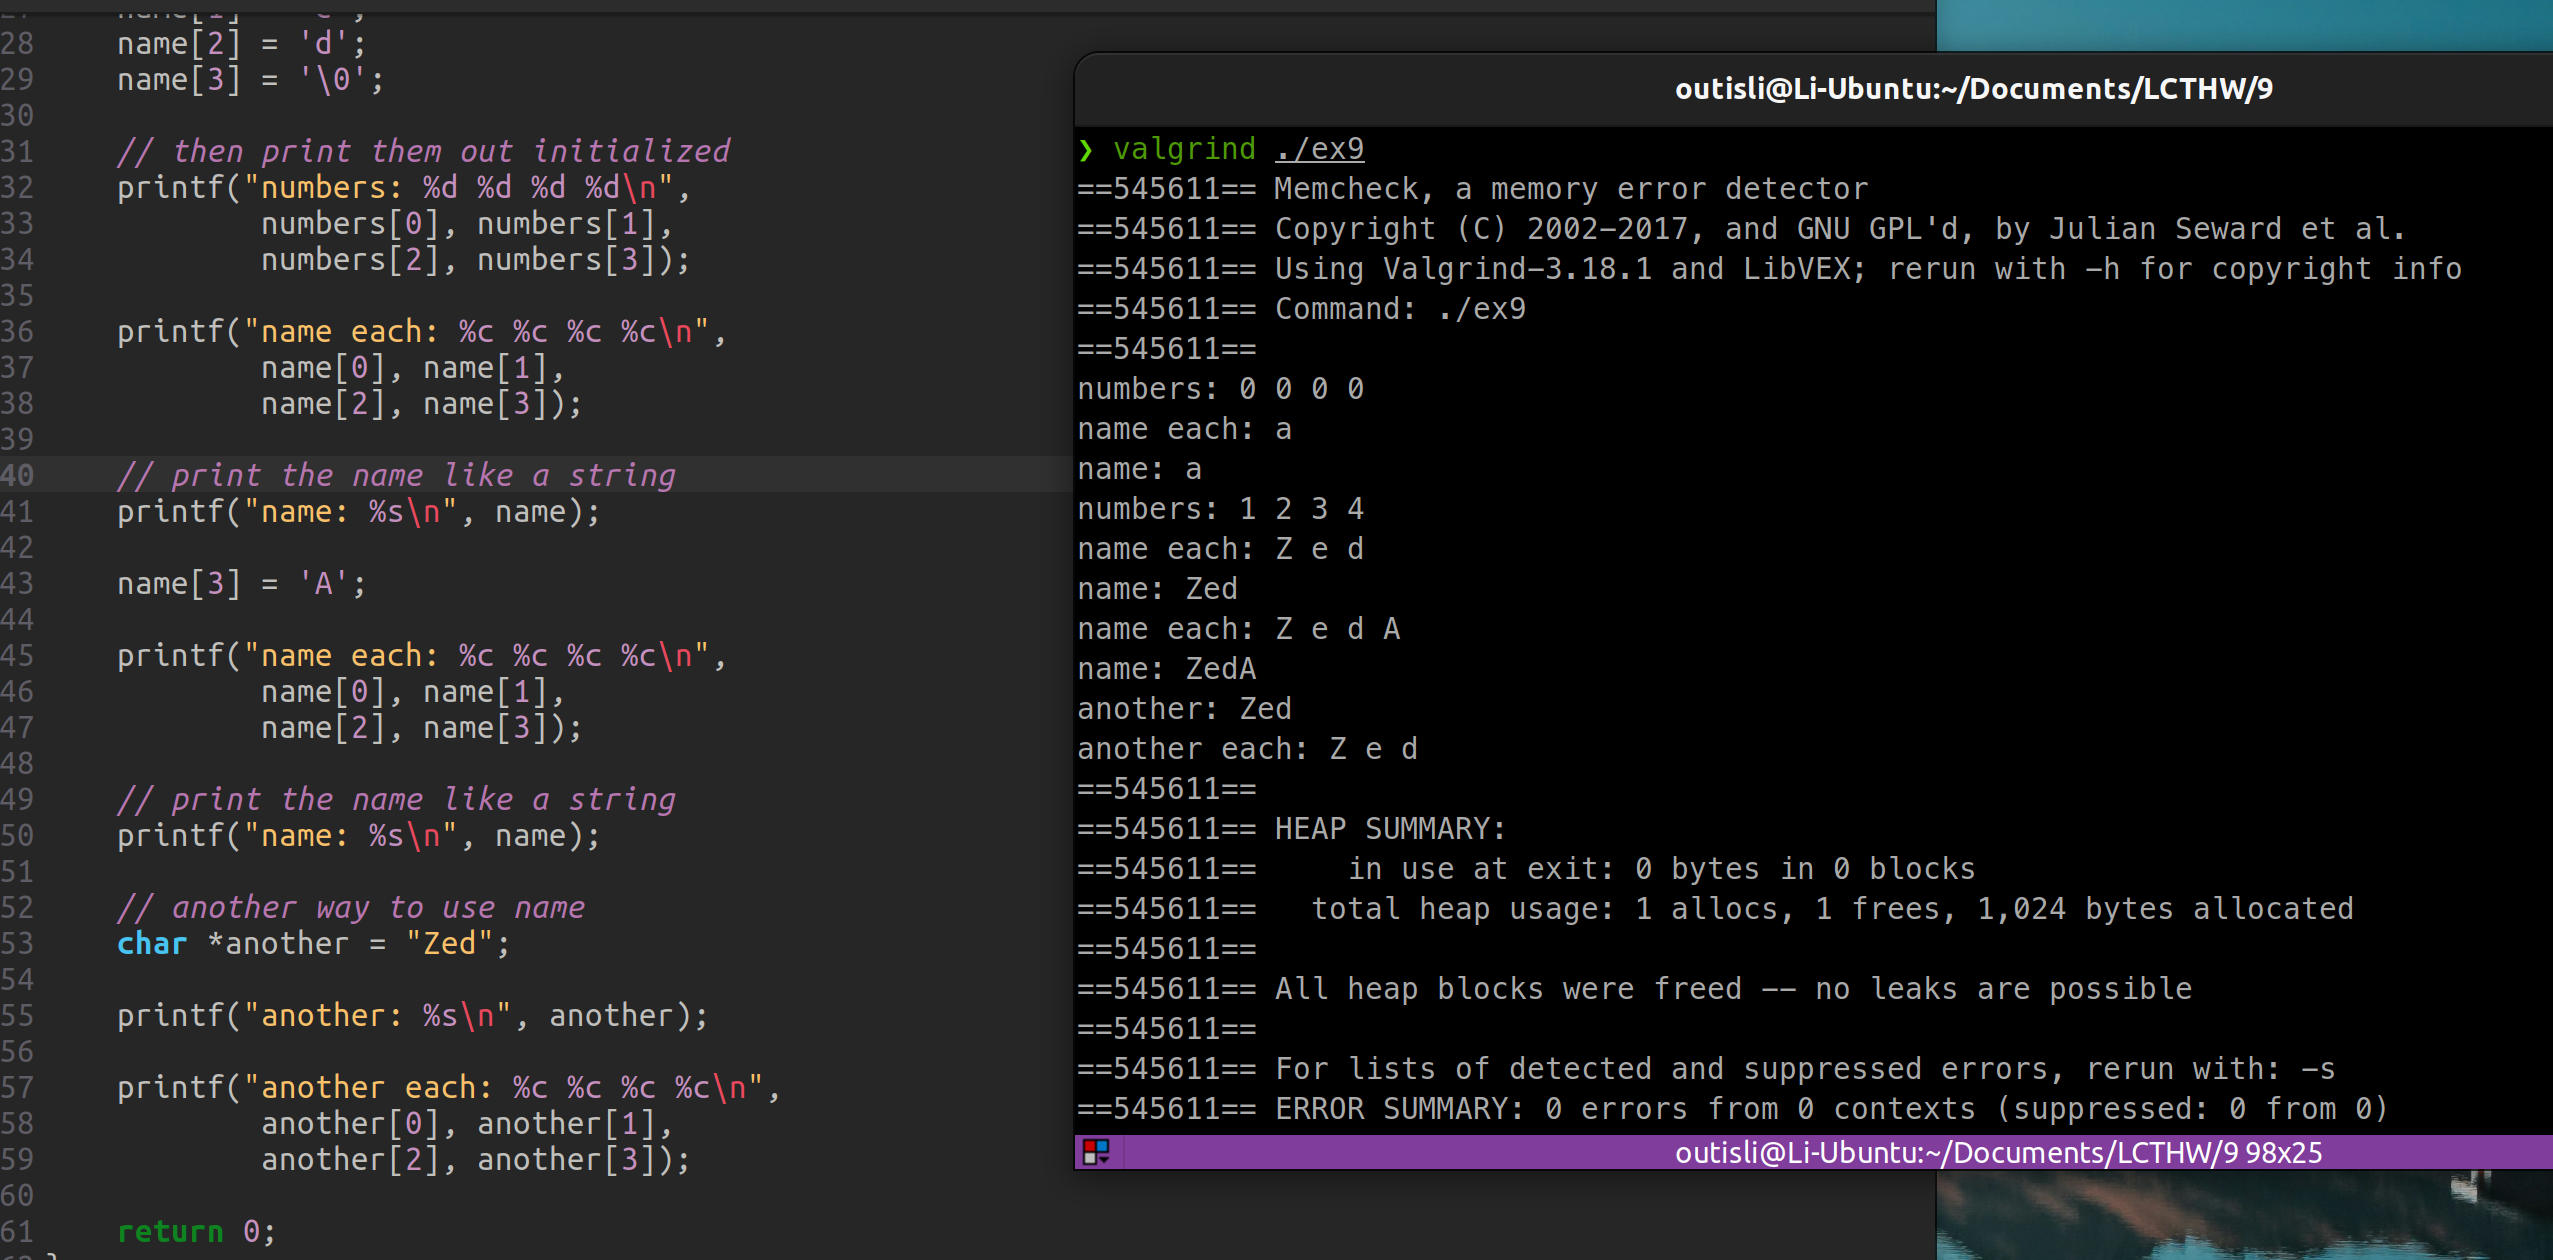 28 name[2] = 'd';
29 name[3] = '\0';
30
31 // then print them out initialized
32 printf("numbers: %d %d %d %d\n",
33 numbers[0], numbers[1],
34 numbers[2], numbers[3]);
35
36 printf("name each: %c %c %c %c\n",
37 name[0], name[1],
38 name[2], name[3]);
39
40 // print the name like a string
41 printf("name: %s\n", name);
42
43 name[3] = 'A';
44
45 printf("name each: %c %c %c %c\n",
46 name[0], name[1],
47 name[2], name[3]);
48
49 // print the name like a string
50 printf("name: %s\n", name);
51
52 // another way to use name
53 char *another = "Zed";
54
55 printf("another: %s\n", another);
56
57 printf("another each: %c %c %c %c\n",
58 another[0], another[1],
59 another[2], another[3]);
60
61 return 0;
outisli@Li-Ubuntu:~/Documents/LCTHW/9
❯ valgrind ./ex9
==545611== Memcheck, a memory error detector
==545611== Copyright (C) 2002-2017, and GNU GPL'd, by Julian Seward et al.
==545611== Using Valgrind-3.18.1 and LibVEX; rerun with -h for copyright info
==545611== Command: ./ex9
==545611==
numbers: 0 0 0 0
name each: a
name: a
numbers: 1 2 3 4
name each: Z e d
name: Zed
name each: Z e d A
name: ZedA
another: Zed
another each: Z e d
==545611==
==545611== HEAP SUMMARY:
==545611==     in use at exit: 0 bytes in 0 blocks
==545611==   total heap usage: 1 allocs, 1 frees, 1,024 bytes allocated
==545611==
==545611== All heap blocks were freed -- no leaks are possible
==545611==
==545611== For lists of detected and suppressed errors, rerun with: -s
==545611== ERROR SUMMARY: 0 errors from 0 contexts (suppressed: 0 from 0)
outisli@Li-Ubuntu:~/Documents/LCTHW/9 98x25